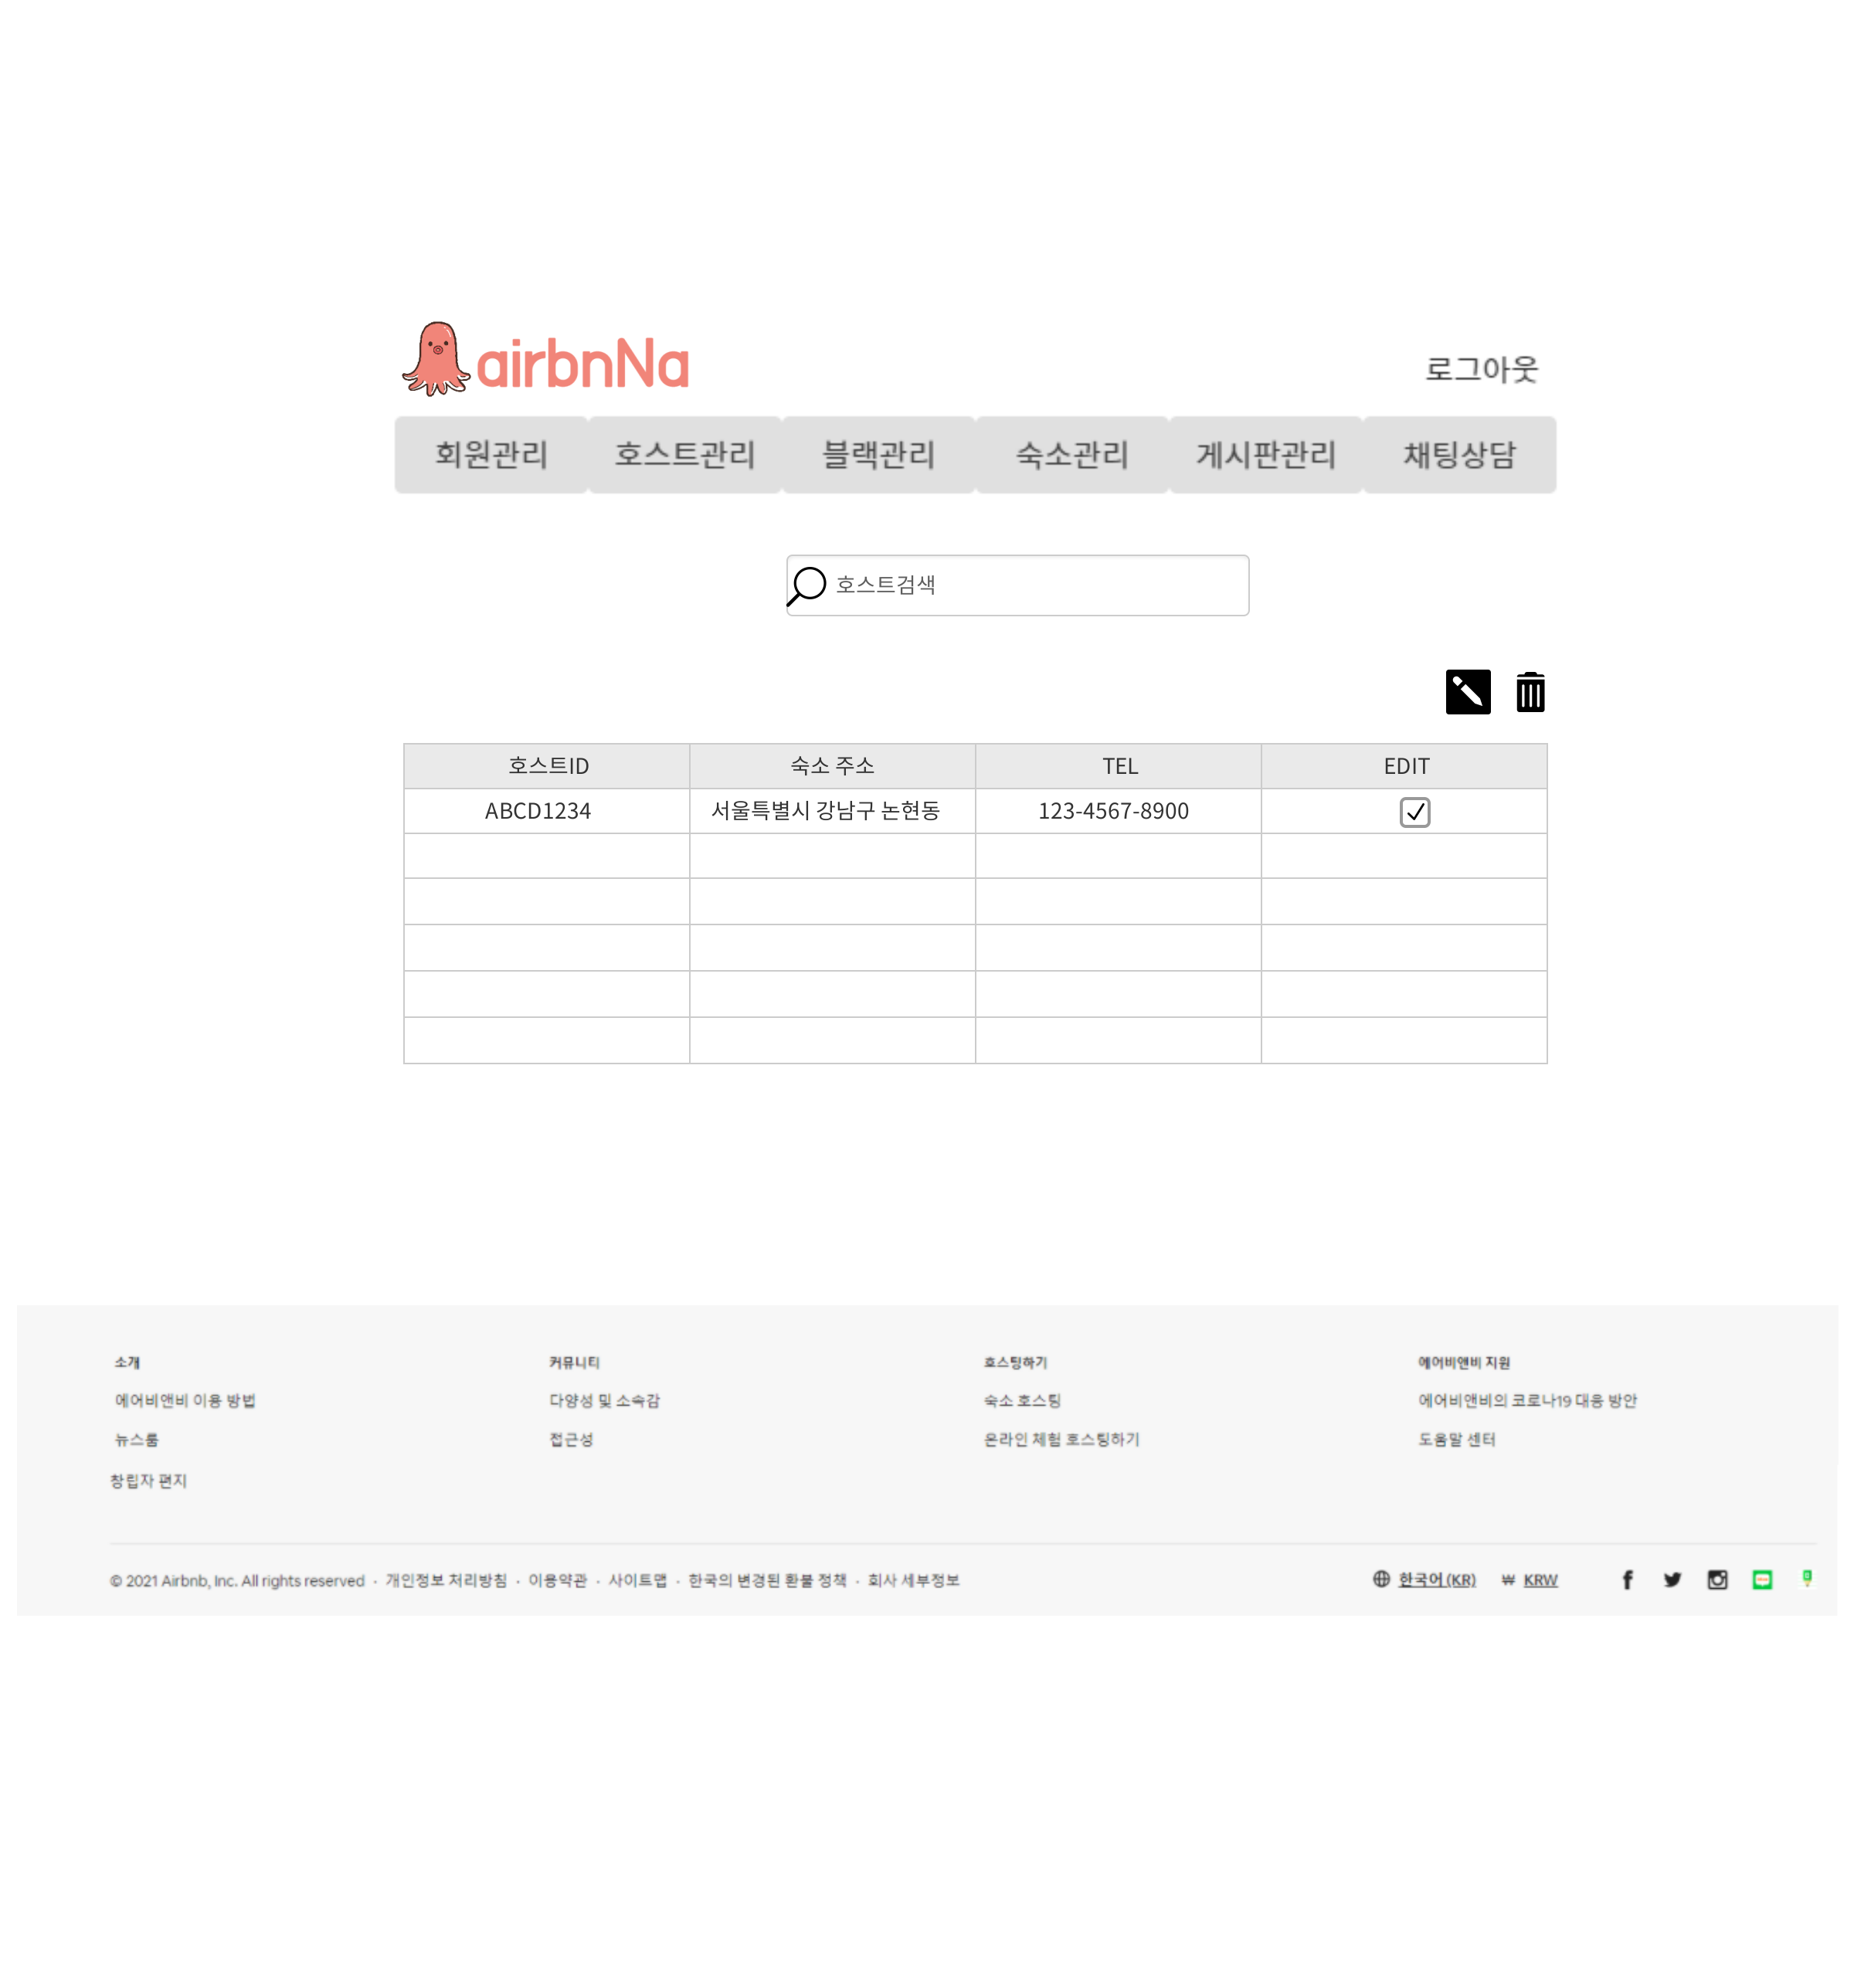 airbnNa
로그아웃
회원관리 호스트관리 블랙관리 숙소관리 게시판관리 채팅상담
호스트검색
호스트ID 숙소 주소 TEL EDIT
ABCD1234 서울특별시 강남구 논현동 123-4567-8900
소개 커뮤니티 호스팅하기 에어비앤비 지원
에어비앤비 이용 방법 다양성 및 소속감 숙소 호스팅 에어비앤비의 코로나19 대응 방안
뉴스룸 접근성 온라인 체험 호스팅하기 도움말 센터
창립자 편지
© 2021 Airbnb, Inc. All rights reserved · 개인정보 처리방침 · 이용약관 · 사이트맵 · 한국의 변경된 환불 정책 · 회사 세부정보 한국어 (KR) ₩ KRW